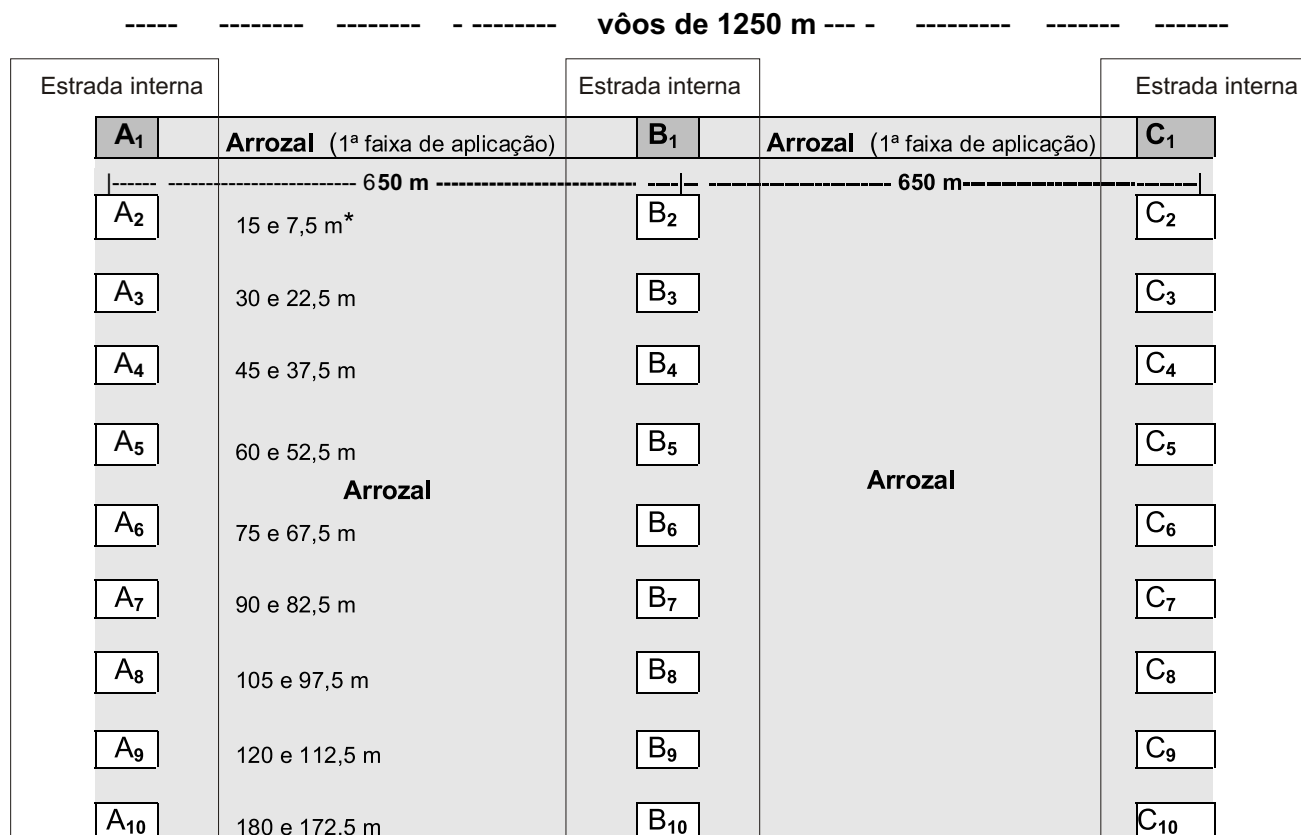 ----- -------- -------- - -------- vôos de 1250 m --- - --------- ------- -------
Estrada interna Estrada interna Estrada interna
A₁ Arrozal (1ª faixa de aplicação) B₁ Arrozal (1ª faixa de aplicação) C₁
|------ ---------------------- 650 m ----------------------- ----|-- -------------------- 650 m---------------------------|
A₂ 15 e 7,5 m* B₂ C₂
A₃ 30 e 22,5 m B₃ C₃
A₄ 45 e 37,5 m B₄ C₄
A₅ 60 e 52,5 m B₅ C₅
Arrozal Arrozal
A₆ 75 e 67,5 m B₆ C₆
A₇ 90 e 82,5 m B₇ C₇
A₈ 105 e 97,5 m B₈ C₈
A₉ 120 e 112,5 m B₉ C₉
A₁₀ 180 e 172,5 m B₁₀ C₁₀